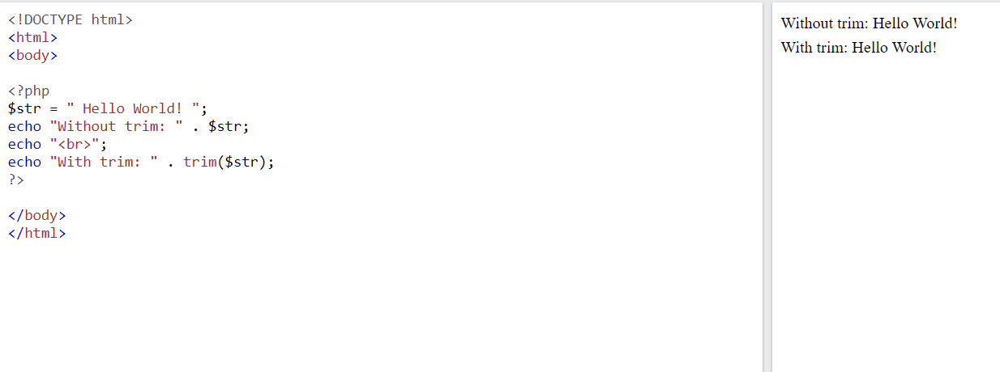 <!DOCTYPE html>
<html>
<body>
<?php
$str = " Hello World! ";
echo "Without trim: " . $str;
echo "<br>";
echo "With trim: " . trim($str);
?>
</body>
</html>
Without trim: Hello World!
With trim: Hello World!